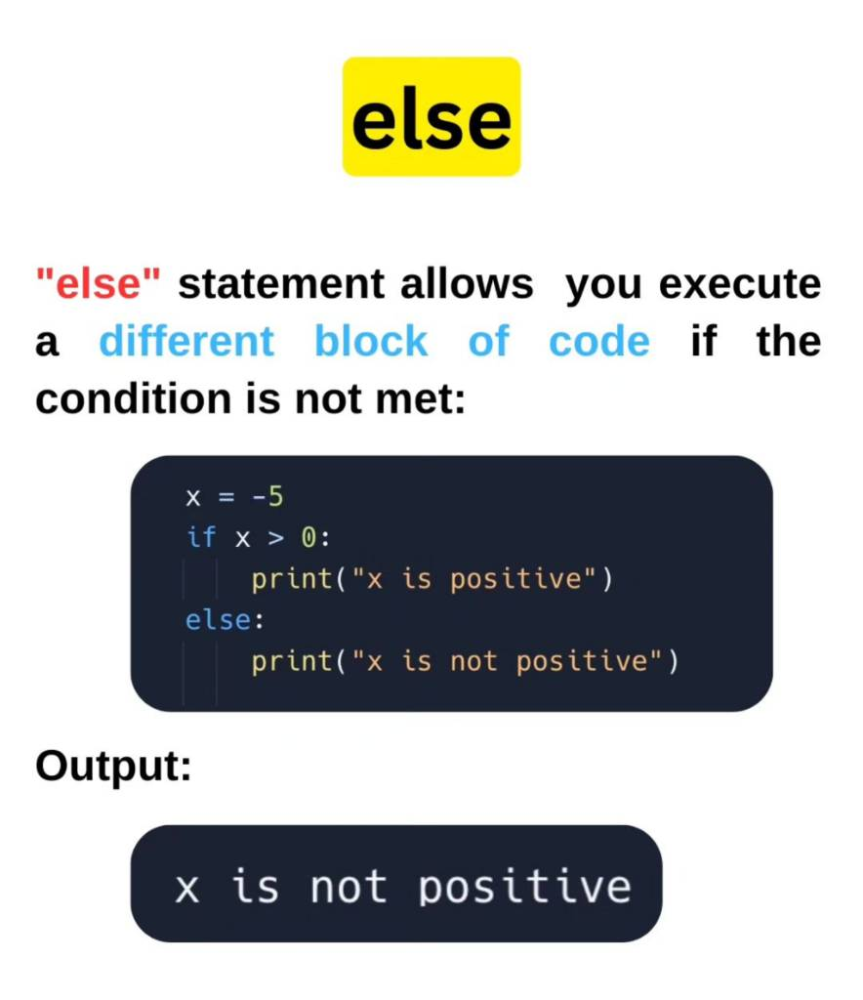 else
"else" statement allows you execute
a different block of code if the
condition is not met:
x = -5
if x > 0:
    print("x is positive")
else:
    print("x is not positive")
Output:
x is not positive